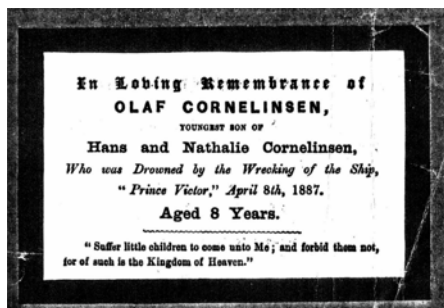 In Loving Remembrance of
OLAF CORNELINSEN,
YOUNGEST SON OF
Hans and Nathalie Cornelinsen,
Who was Drowned by the Wrecking of the Ship,
"Prince Victor," April 8th, 1887.
Aged 8 Years.
"Suffer little children to come unto Me; and forbid them not,
for of such is the Kingdom of Heaven."